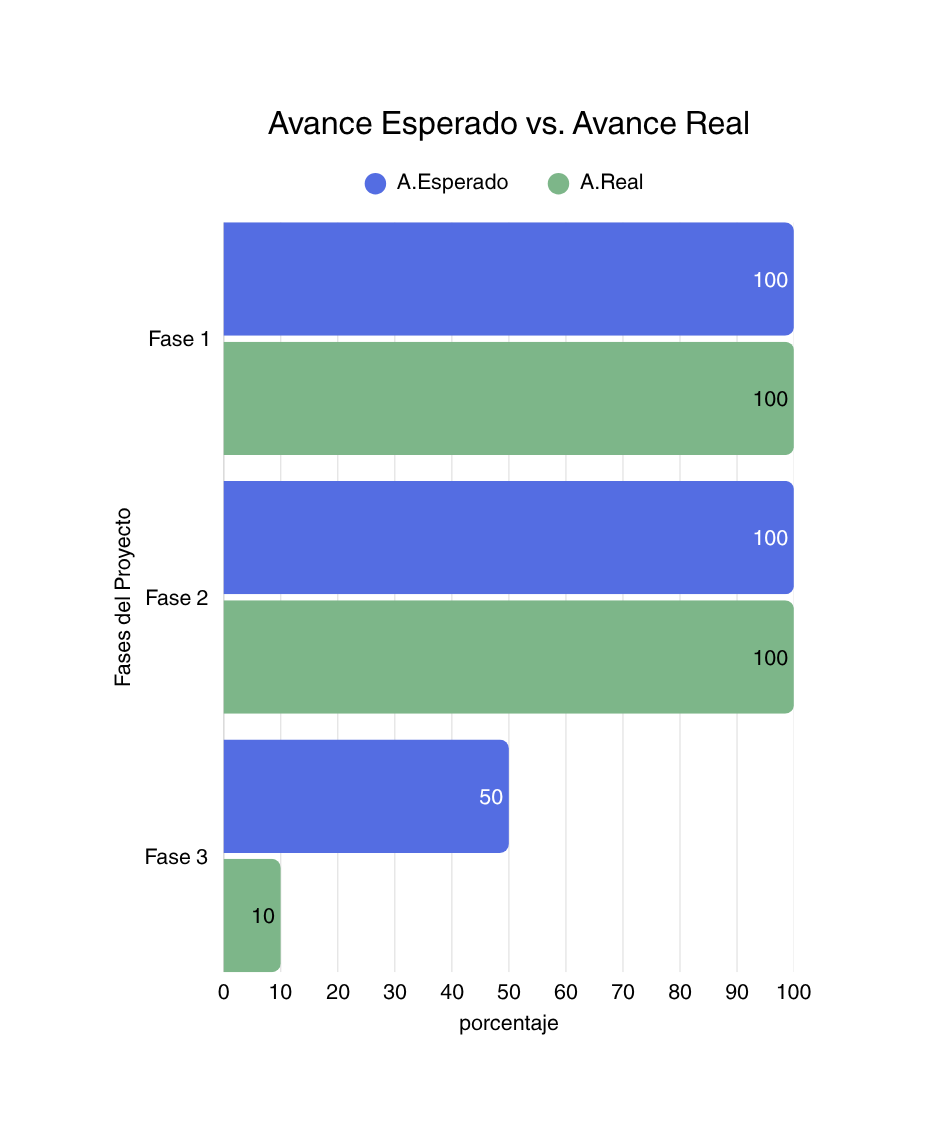 Avance Esperado vs. Avance Real
A.Esperado
A.Real
100
Fase 1
100
100
Fases del Proyecto
Fase 2
100
50
Fase 3
10
0 10 20 30 40 50 60 70 80 90 100
porcentaje